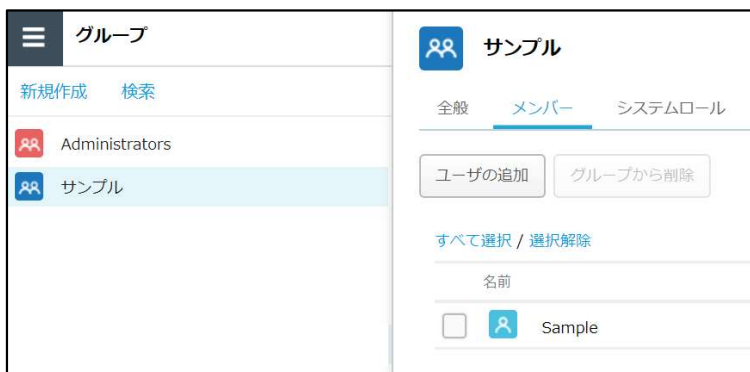 グループ
新規作成 検索
Administrators
サンプル
サンプル
全般 メンバー システムロール
ユーザの追加 グループから削除
すべて選択 / 選択解除
名前
Sample